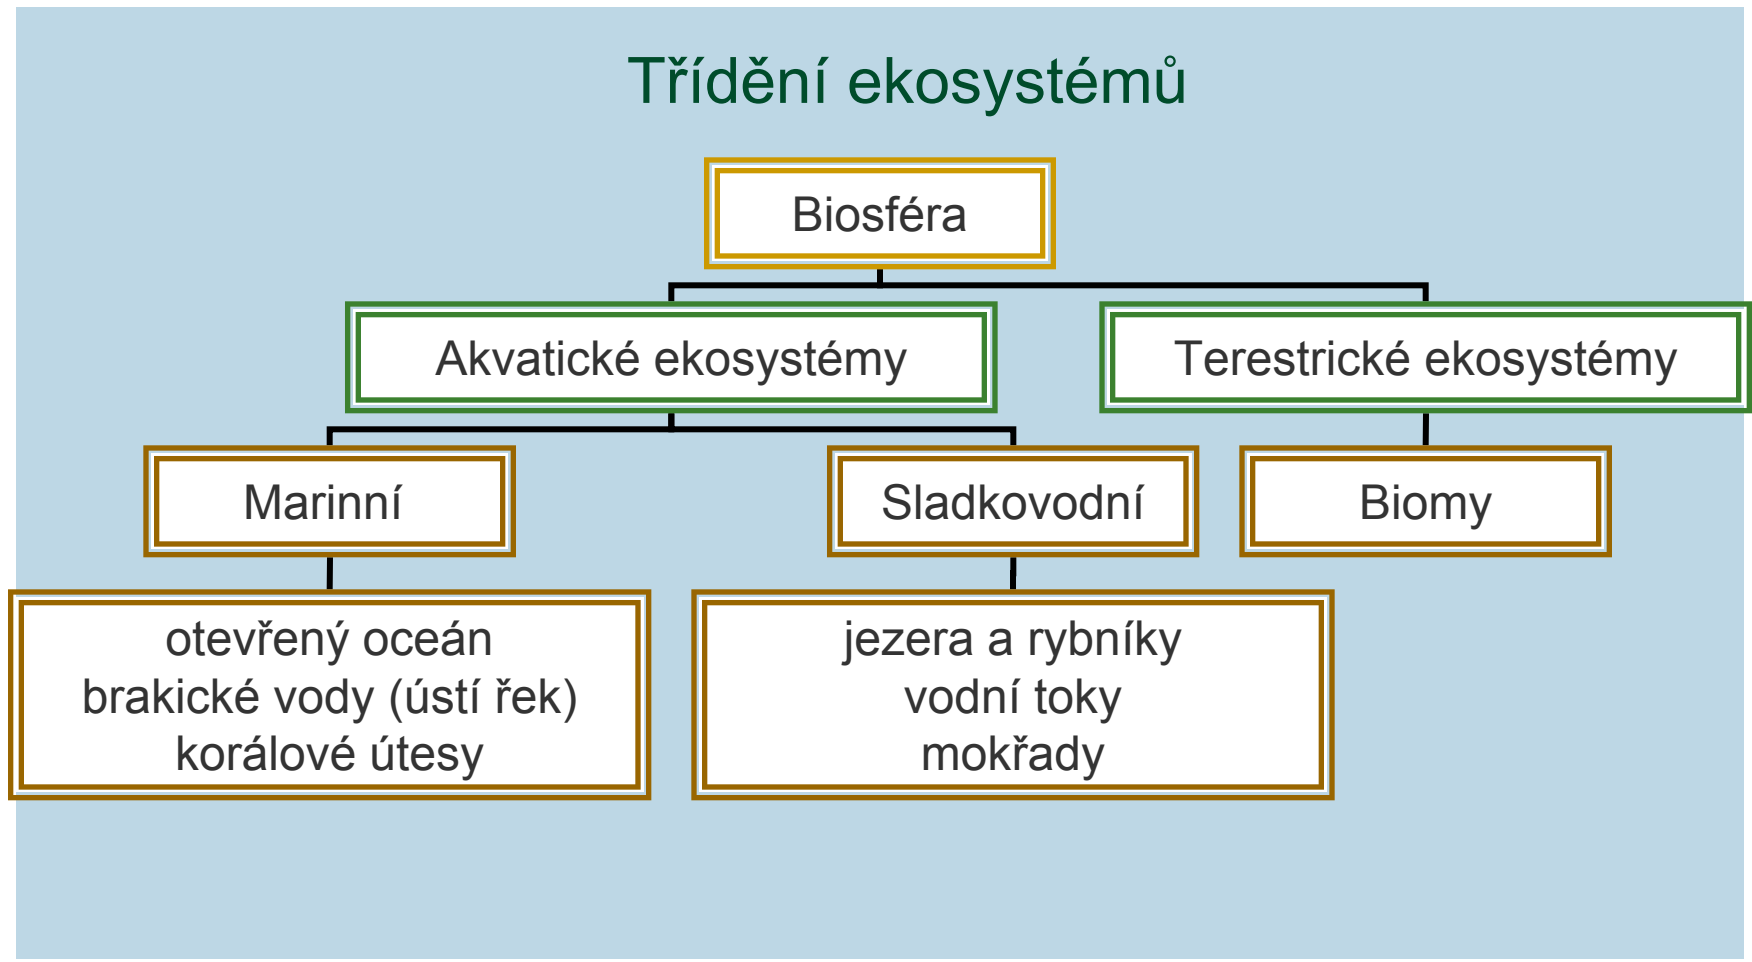 Třídění ekosystémů
Biosféra
Akvatické ekosystémy
Terestrické ekosystémy
Marinní
Sladkovodní
Biomy
otevřený oceán
brakické vody (ústí řek)
korálové útesy
jezera a rybníky
vodní toky
mokřady